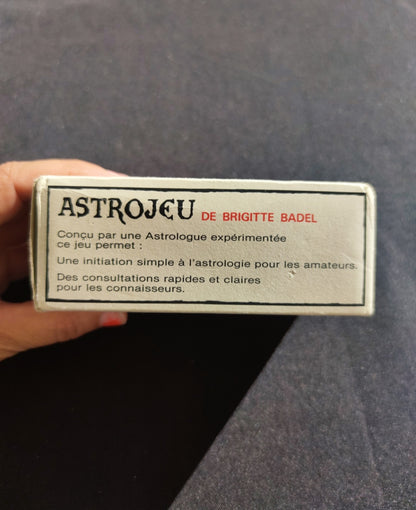 ASTROJEU DE BRIGITTE BADEL
Conçu par une Astrologue expérimentée
ce jeu permet :
Une initiation simple à l'astrologie pour les amateurs.
Des consultations rapides et claires
pour les connaisseurs.